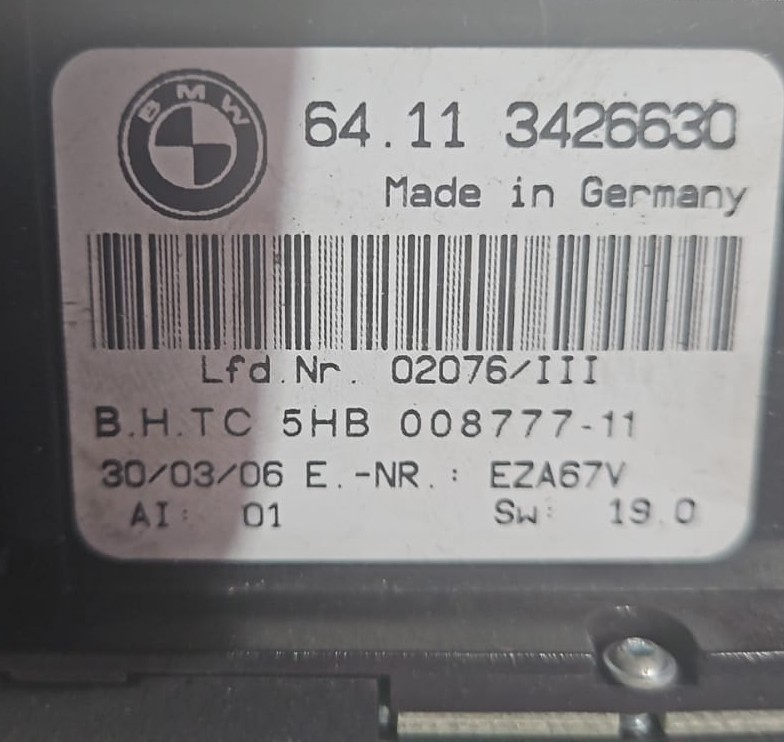 BMW
64.11 3426630
Made in Germany
Lfd.Nr. 02076/III
B.H.TC 5HB 008777-11
30/03/06 E.-NR.: EZA67V
AI: 01 Sw: 19.0